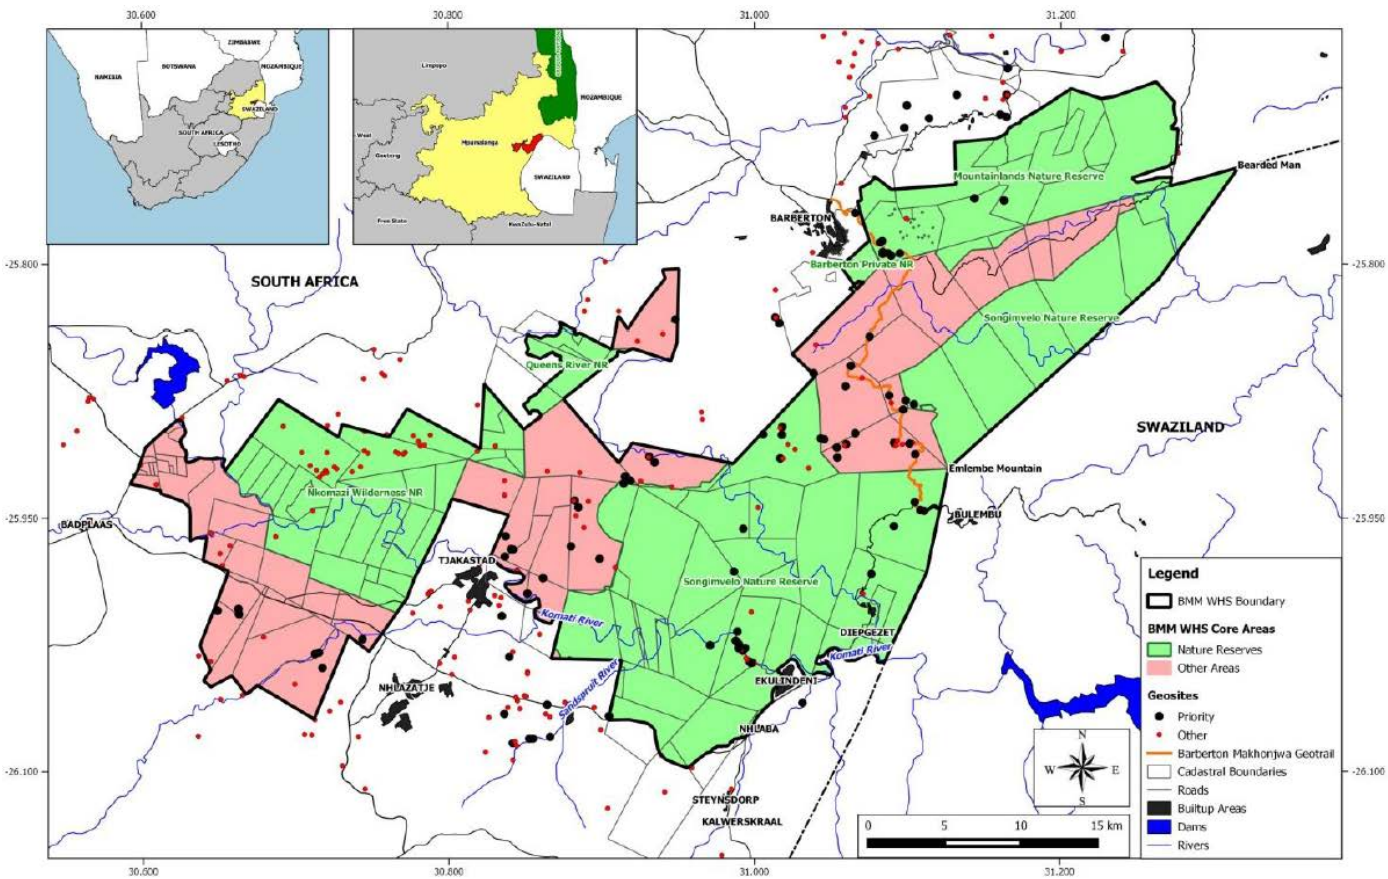 30.600
30.800
31.000
31.200
ZIMBABWE
NAMIBIA
BOTSWANA
MOZAMBIQUE
SWAZILAND
SOUTH AFRICA
LESOTHO
Limpopo
MOZAMBIQUE
West
Gauteng
Mpumalanga
SWAZILAND
Free State
KwaZulu-Natal
Bearded Man
Mountainlands Nature Reserve
BARBERTON
Barberton Private NR
-25.800
-25.800
SOUTH AFRICA
Songimvelo Nature Reserve
Queens River NR
SWAZILAND
Emlembe Mountain
Nkomazi Wilderness NR
BADPLAAS
BULEMBU
-25.950
-25.950
TJAKASTAD
Songimvelo Nature Reserve
Komati River
DIEPGEZET
Komati River
EKULINDENI
NHLAZATJE
Sandspruit River
NHLABA
-26.100
-26.100
STEYNSDORP
KALWERSKRAAL
N
W
E
S
0 5 10 15 km
Legend
BMM WHS Boundary
BMM WHS Core Areas
Nature Reserves
Other Areas
Geosites
Priority
Other
Barberton Makhonjwa Geotrail
Cadastral Boundaries
Roads
Builtup Areas
Dams
Rivers
30.600
30.800
31.000
31.200